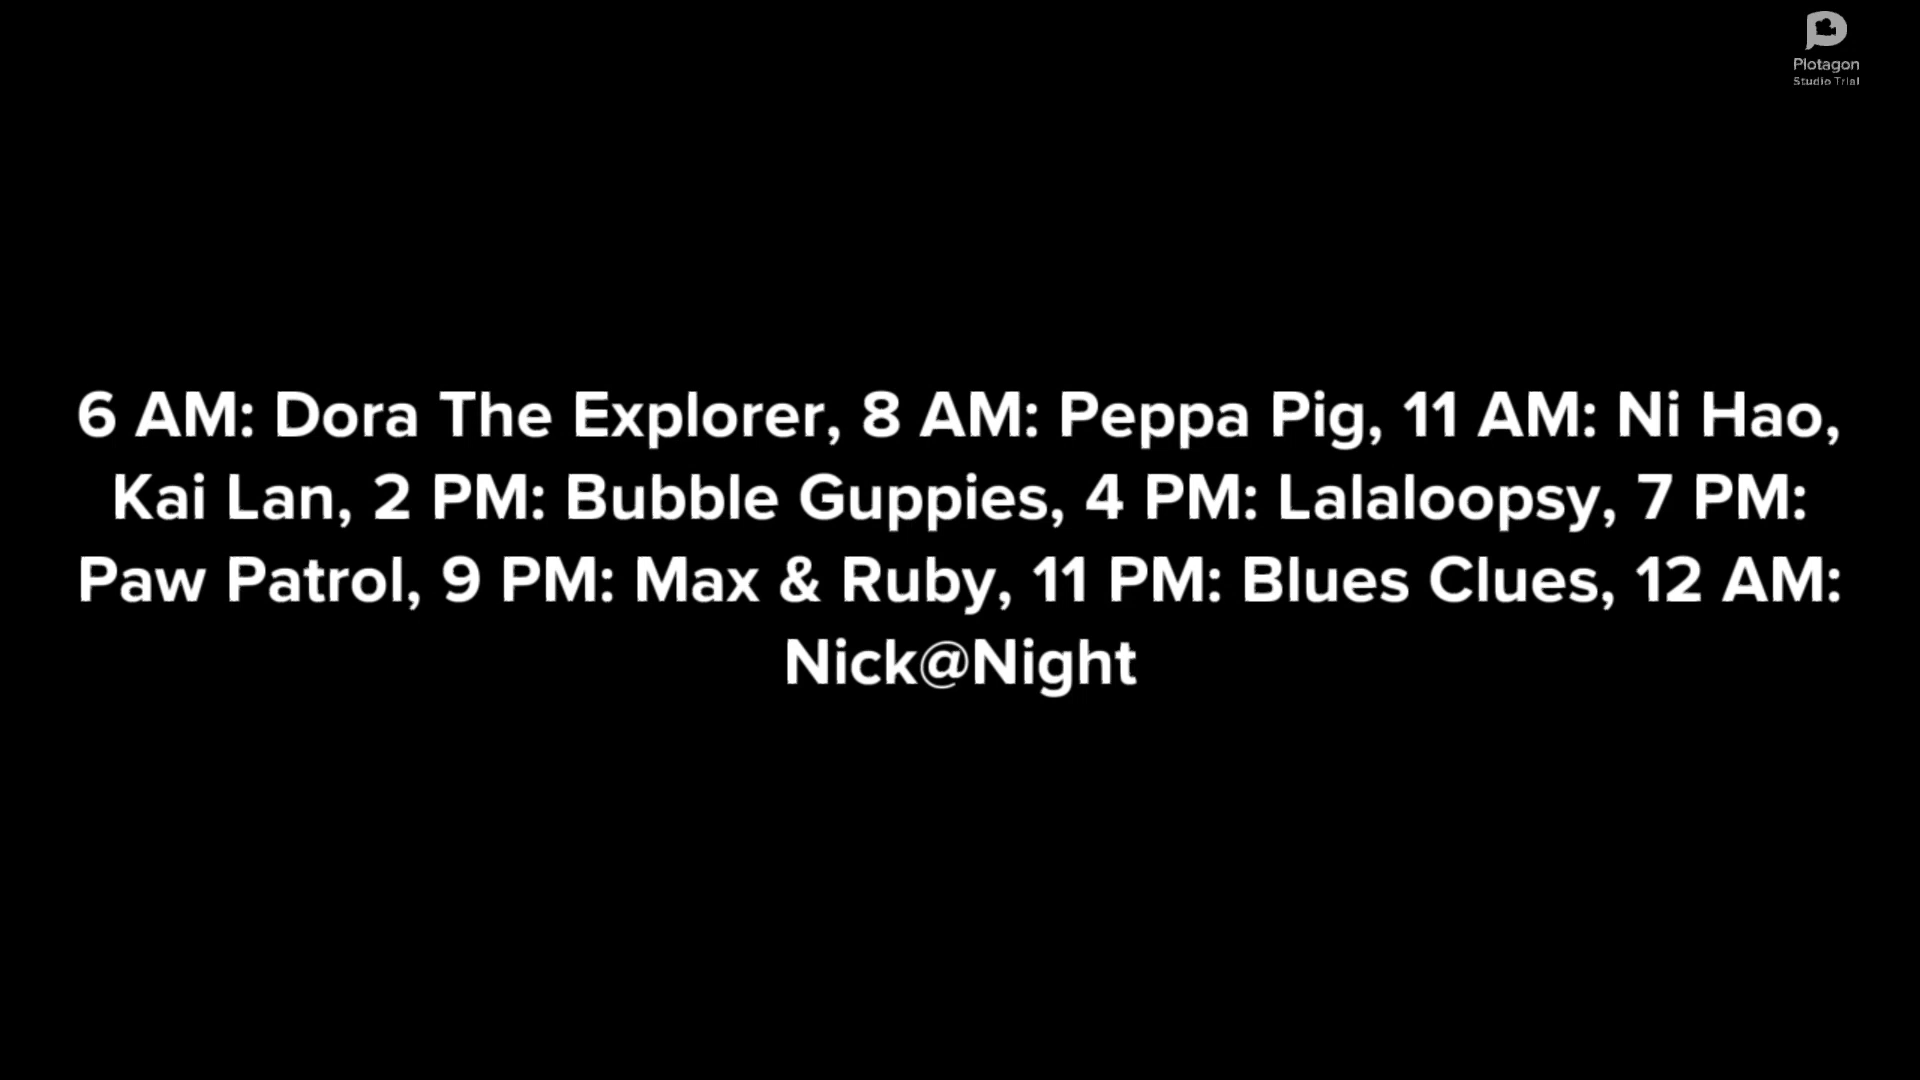 Plotagon
Studio Trial
6 AM: Dora The Explorer, 8 AM: Peppa Pig, 11 AM: Ni Hao,
Kai Lan, 2 PM: Bubble Guppies, 4 PM: Lalaloopsy, 7 PM:
Paw Patrol, 9 PM: Max & Ruby, 11 PM: Blues Clues, 12 AM:
Nick@Night